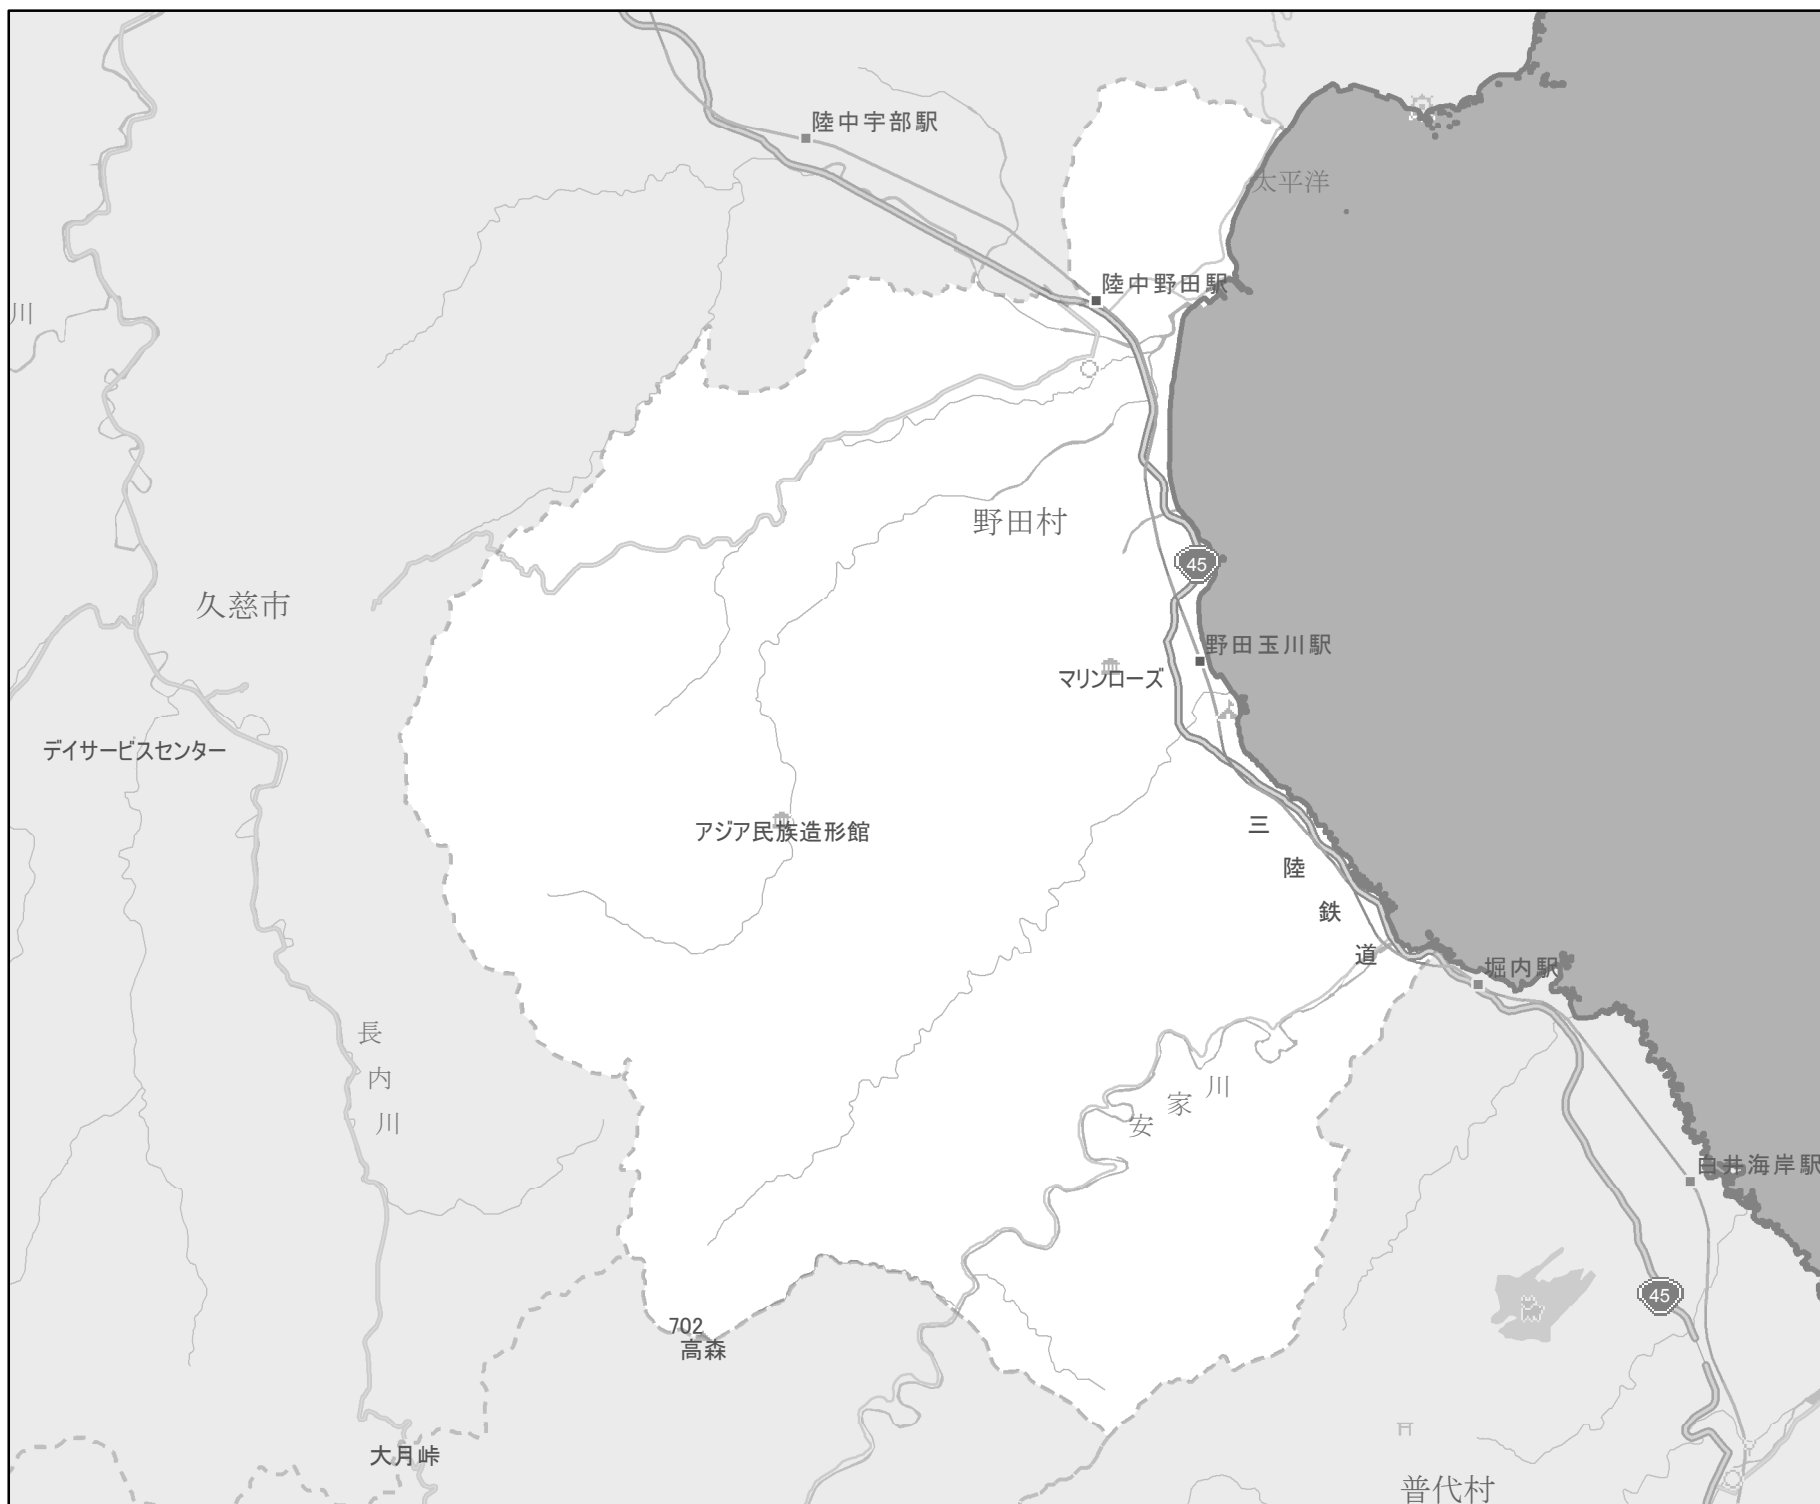 陸中宇部駅
太平洋
陸中野田駅
川
野田村
45
久慈市
野田玉川駅
マリンローズ
デイサービスセンター
アジア民族造形館
三陸鉄道
堀内駅
長内川
安家川
白井海岸駅
45
702
高森
大月峠
普代村